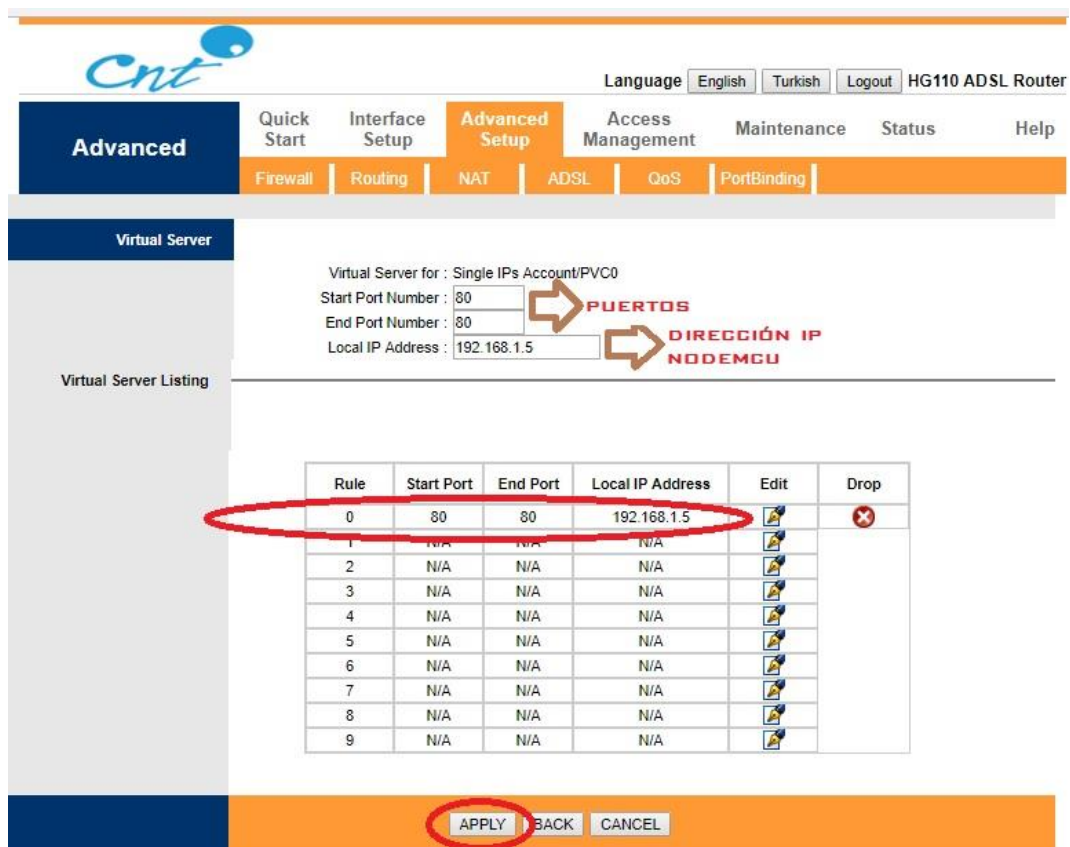 Cnt
Language English Turkish Logout HG110 ADSL Router
Advanced
Quick Start Interface Setup Advanced Setup Access Management Maintenance Status Help
Firewall Routing NAT ADSL QoS PortBinding
Virtual Server
Virtual Server for : Single IPs Account/PVC0
Start Port Number : 80
End Port Number : 80
PUERTOS
Local IP Address : 192.168.1.5
DIRECCIÓN IP
NODEMCU
Virtual Server Listing
Rule Start Port End Port Local IP Address Edit Drop
0 80 80 192.168.1.5
1 N/A N/A N/A
2 N/A N/A N/A
3 N/A N/A N/A
4 N/A N/A N/A
5 N/A N/A N/A
6 N/A N/A N/A
7 N/A N/A N/A
8 N/A N/A N/A
9 N/A N/A N/A
APPLY BACK CANCEL